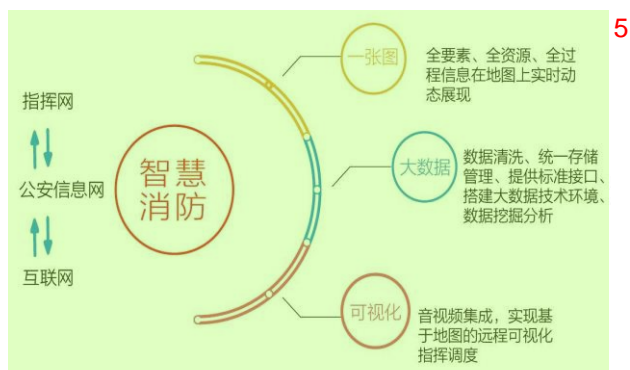 5
一张图
全要素、全资源、全过
程信息在地图上实时动
态展现
指挥网
公安信息网
互联网
智慧
消防
大数据
数据清洗、统一存储
管理、提供标准接口、
搭建大数据技术环境、
数据挖掘分析
可视化
音视频集成，实现基
于地图的远程可视化
指挥调度